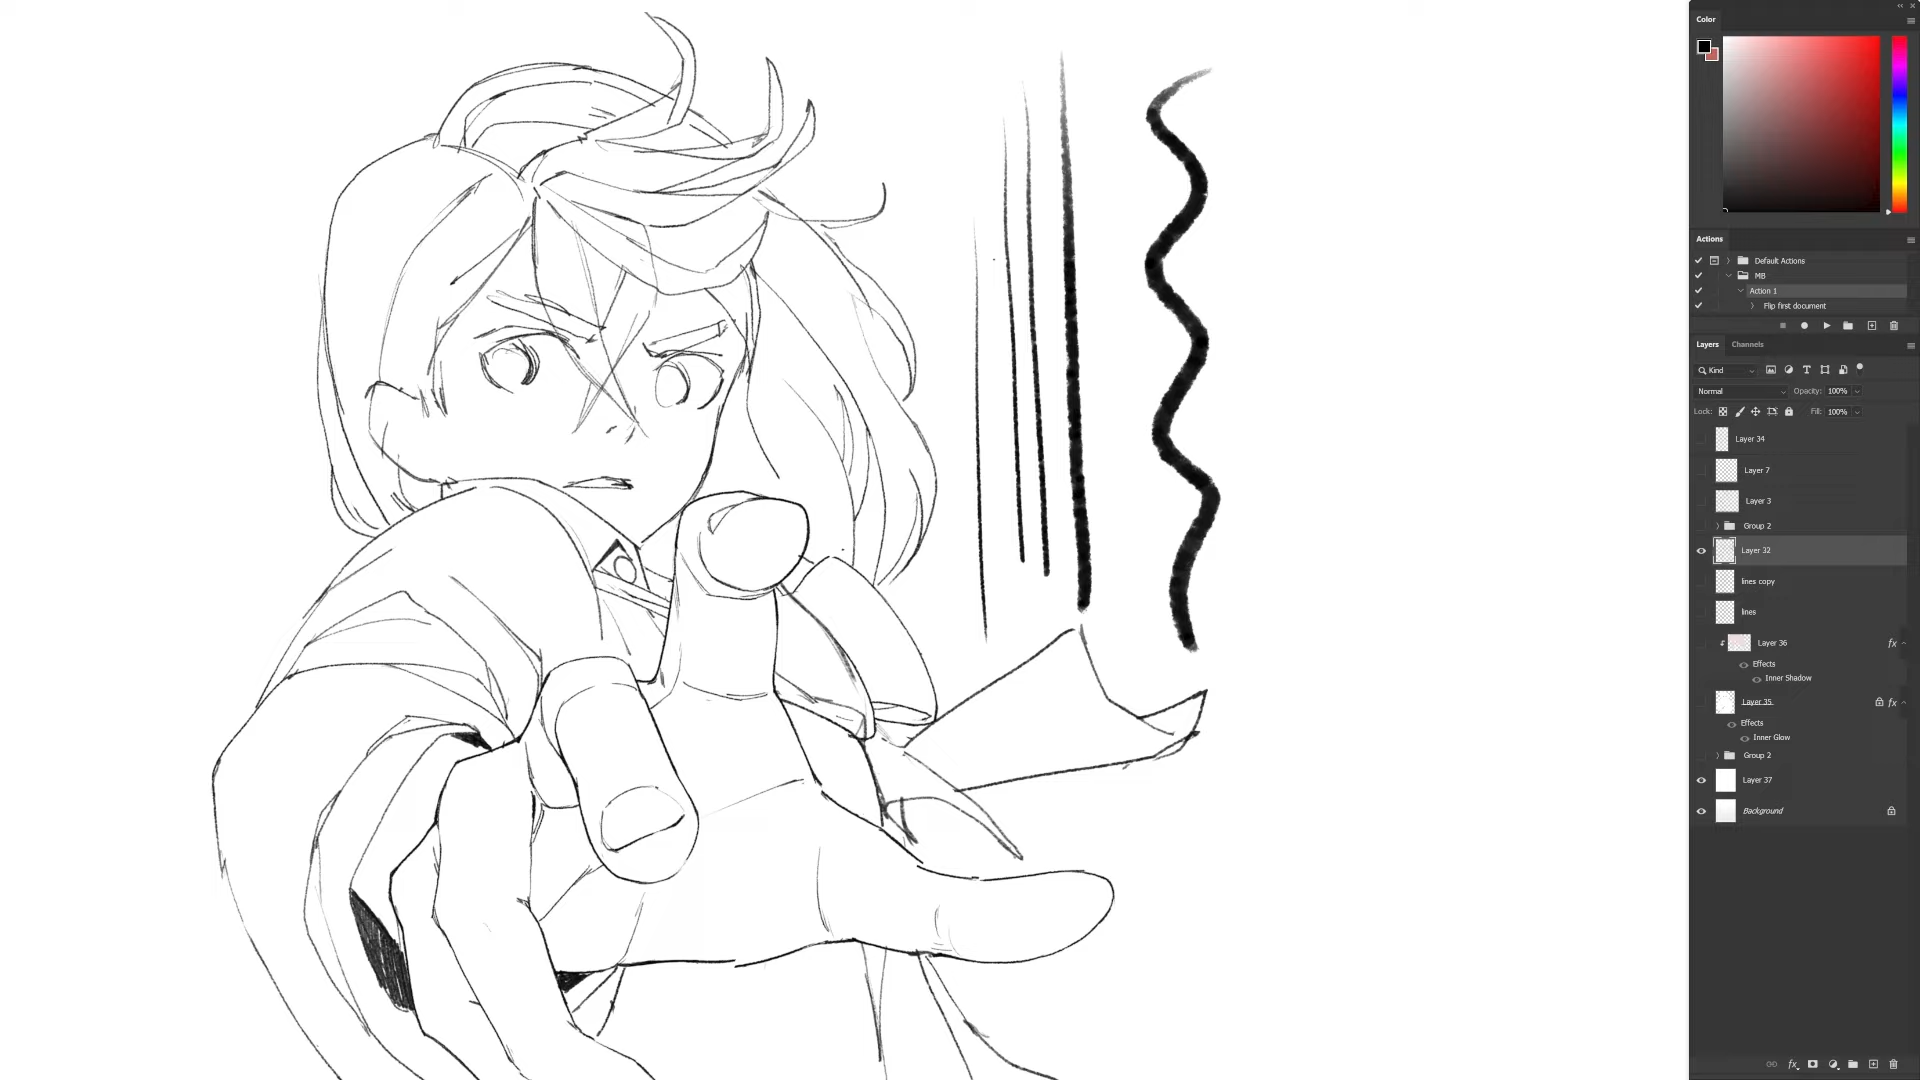 Color
Actions
Default Actions
MB
Action 1
Flip first document
Layers Channels
Kind
Normal Opacity: 100%
Lock: Fill: 100%
Layer 34
Layer 7
Layer 3
Group 2
Layer 32
lines copy
lines
Layer 36 fx
Effects
Inner Shadow
Layer 35 fx
Effects
Inner Glow
Group 2
Layer 37
Background
fx